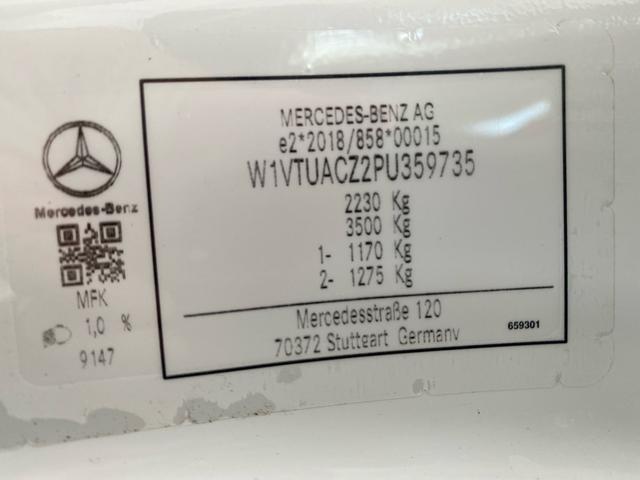 MERCEDES-BENZ AG
e2*2018/858*00015
W1VTUACZ2PU359735
2230 Kg
3500 Kg
1- 1170 Kg
2- 1275 Kg
Mercedesstraße 120
70372 Stuttgart Germany
659301
Mercedes-Benz
MFK
1,0 %
9147